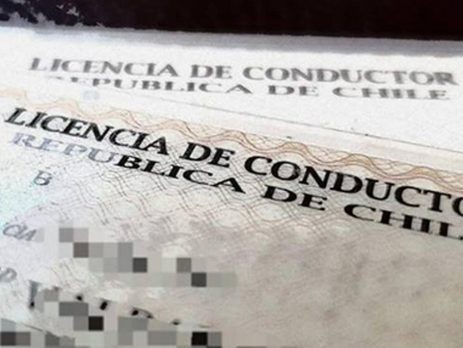 LICENCIA DE CONDUCTOR
REPUBLICA DE CHILE
LICENCIA DE CONDUCTO
REPUBLICA DE CHIL
B